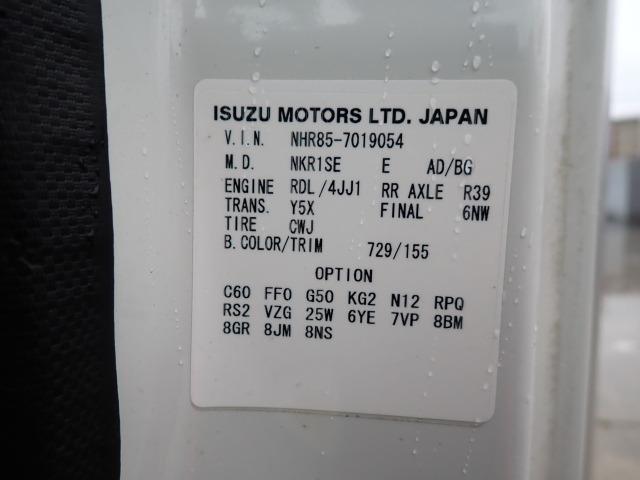 ISUZU MOTORS LTD. JAPAN
V.I.N. NHR85-7019054
M.D. NKR1SE E AD/BG
ENGINE RDL/4JJ1 RR AXLE R39
TRANS. Y5X FINAL 6NW
TIRE CWJ
B.COLOR/TRIM 729/155
OPTION
C60 FF0 G50 KG2 N12 RPQ
RS2 VZG 25W 6YE 7VP 8BM
8GR 8JM 8NS